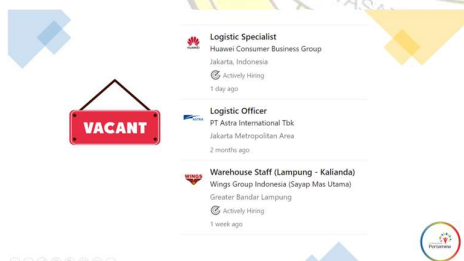 VACANT
HUAWEI
Logistic Specialist
Huawei Consumer Business Group
Jakarta, Indonesia
Actively Hiring
1 day ago
ASTRA
Logistic Officer
PT Astra International Tbk
Jakarta Metropolitan Area
2 months ago
WINGS
Warehouse Staff (Lampung - Kalianda)
Wings Group Indonesia (Sayap Mas Utama)
Greater Bandar Lampung
Actively Hiring
1 week ago
Pertamina